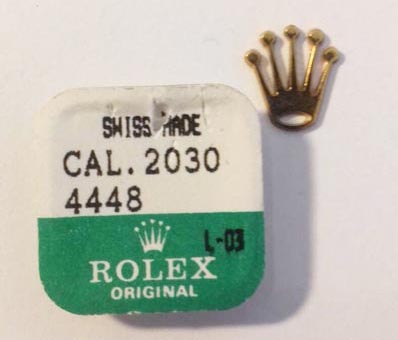 SWISS MADE
CAL. 2030
4448
L-03
ROLEX
ORIGINAL